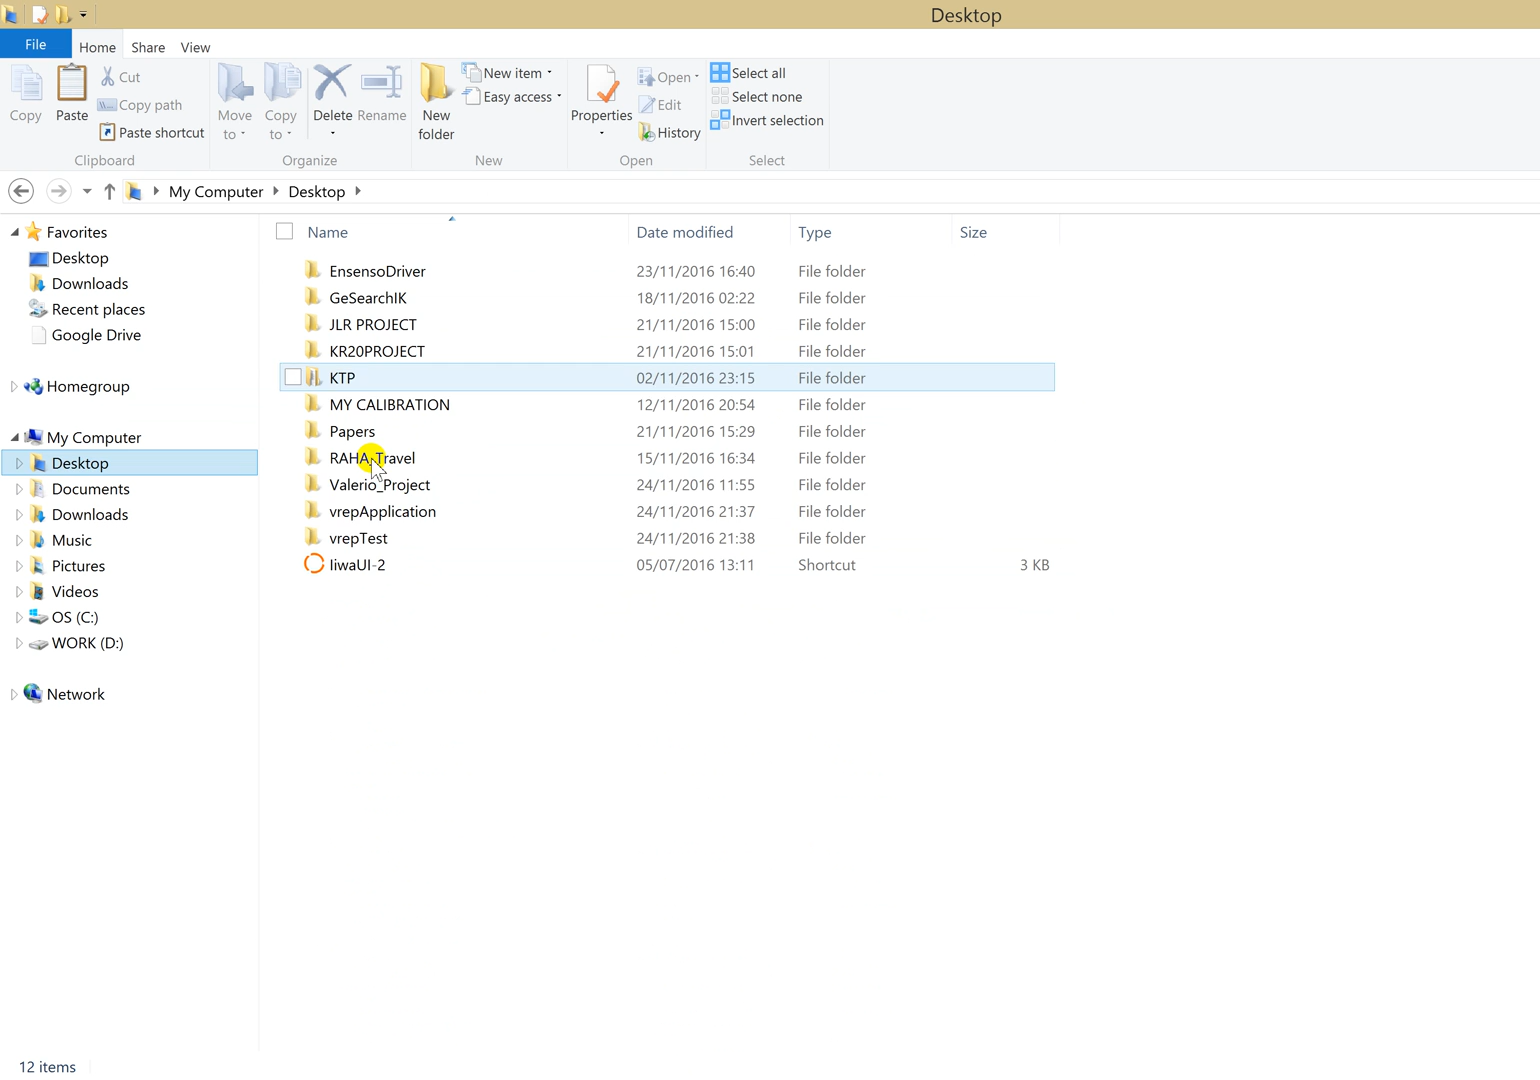 Desktop
File Home Share View
Copy
Paste
Cut
Copy path
Paste shortcut
Clipboard
Move to
Copy to
Delete
Rename
Organize
New folder
New item
Easy access
New
Properties
Open
Edit
History
Open
Select all
Select none
Invert selection
Select
My Computer Desktop
Favorites
Desktop
Downloads
Recent places
Google Drive
Homegroup
My Computer
Desktop
Documents
Downloads
Music
Pictures
Videos
OS (C:)
WORK (D:)
Network
Name Date modified Type Size
EnsensoDriver 23/11/2016 16:40 File folder
GeSearchIK 18/11/2016 02:22 File folder
JLR PROJECT 21/11/2016 15:00 File folder
KR20PROJECT 21/11/2016 15:01 File folder
KTP 02/11/2016 23:15 File folder
MY CALIBRATION 12/11/2016 20:54 File folder
Papers 21/11/2016 15:29 File folder
RAHA_Travel 15/11/2016 16:34 File folder
Valerio_Project 24/11/2016 11:55 File folder
vrepApplication 24/11/2016 21:37 File folder
vrepTest 24/11/2016 21:38 File folder
IiwaUI-2 05/07/2016 13:11 Shortcut 3 KB
12 items